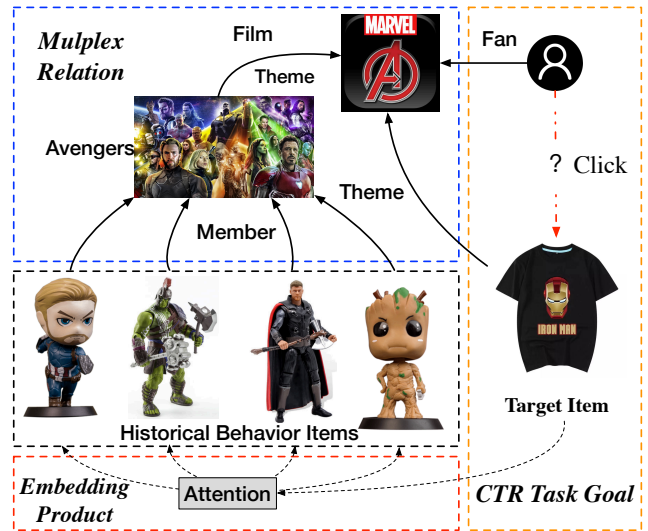 Mulplex
Relation
Film
Theme
MARVEL
Fan
Avengers
? Click
Theme
Member
IRON MAN
Target Item
Historical Behavior Items
Embedding
Product
Attention
CTR Task Goal